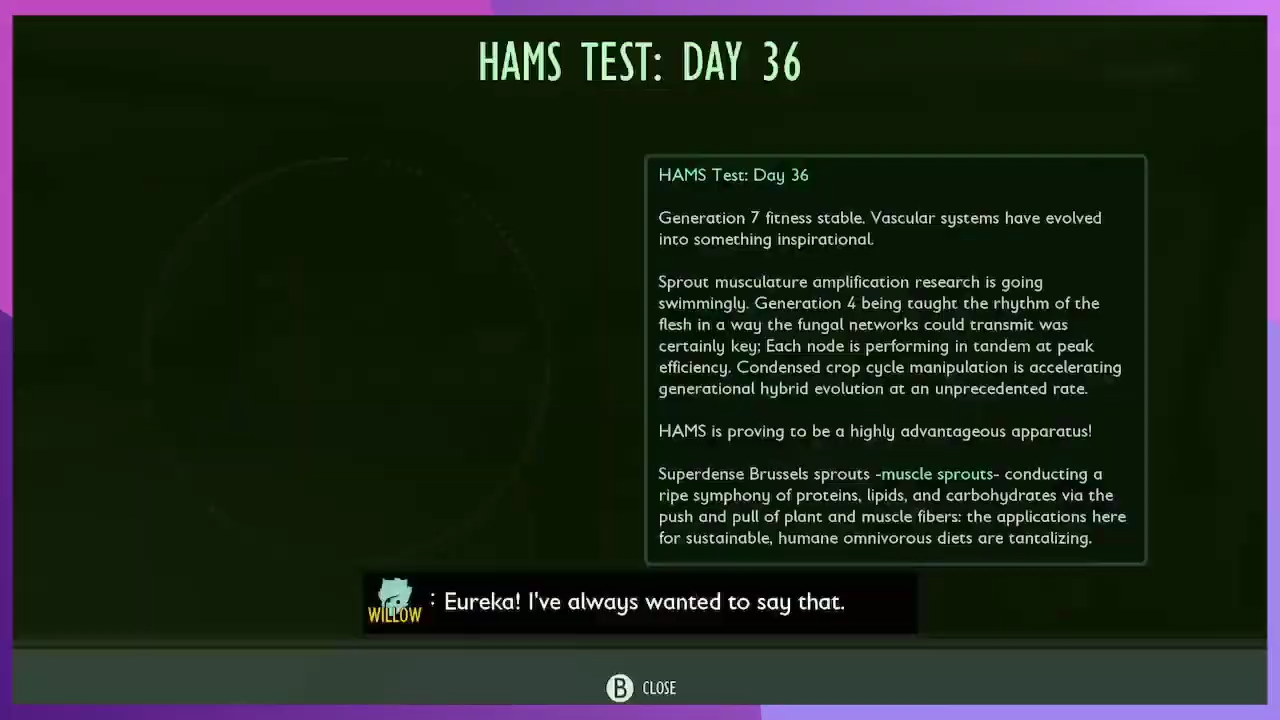 HAMS TEST: DAY 36
HAMS Test: Day 36
Generation 7 fitness stable. Vascular systems have evolved
into something inspirational.
Sprout musculature amplification research is going
swimmingly. Generation 4 being taught the rhythm of the
flesh in a way the fungal networks could transmit was
certainly key; Each node is performing in tandem at peak
efficiency. Condensed crop cycle manipulation is accelerating
generational hybrid evolution at an unprecedented rate.
HAMS is proving to be a highly advantageous apparatus!
Superdense Brussels sprouts -muscle sprouts- conducting a
ripe symphony of proteins, lipids, and carbohydrates via the
push and pull of plant and muscle fibers: the applications here
for sustainable, humane omnivorous diets are tantalizing.
WILLOW : Eureka! I've always wanted to say that.
B CLOSE